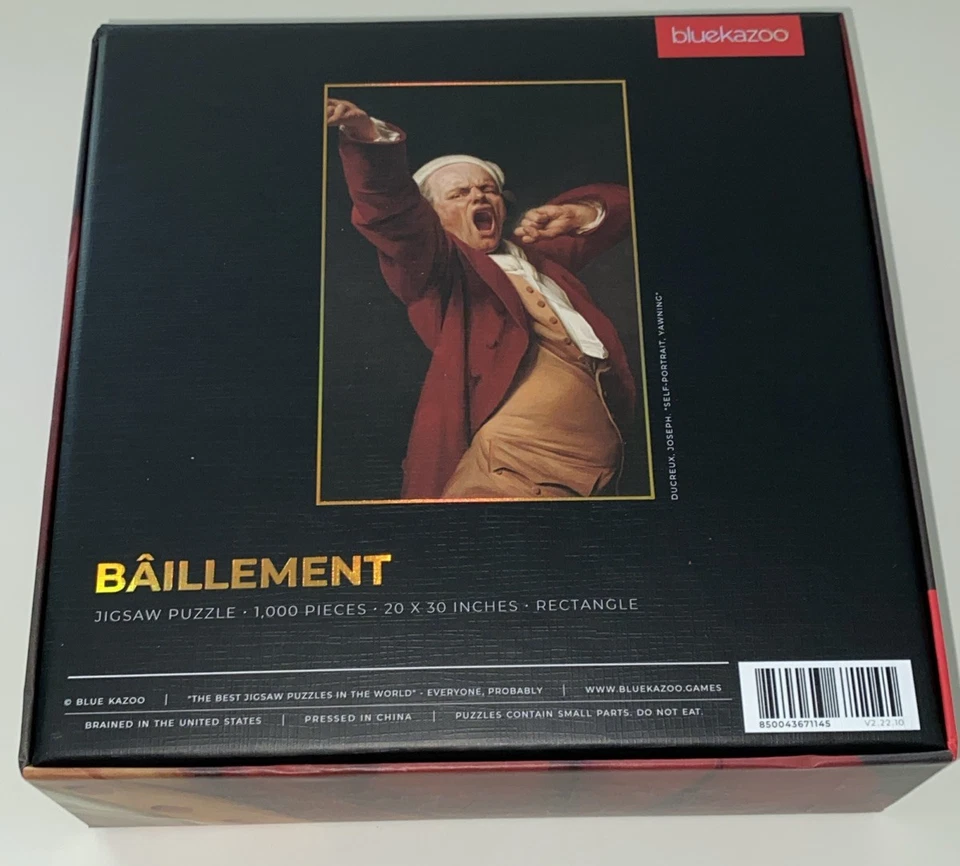 bluekazoo
DUCREUX, JOSEPH. "SELF-PORTRAIT, YAWNING"
BÂILLEMENT
JIGSAW PUZZLE · 1,000 PIECES · 20 X 30 INCHES · RECTANGLE
© BLUE KAZOO | "THE BEST JIGSAW PUZZLES IN THE WORLD" - EVERYONE, PROBABLY | WWW.BLUEKAZOO.GAMES
BRAINED IN THE UNITED STATES | PRESSED IN CHINA | PUZZLES CONTAIN SMALL PARTS. DO NOT EAT.
850043671145 V2.22.10